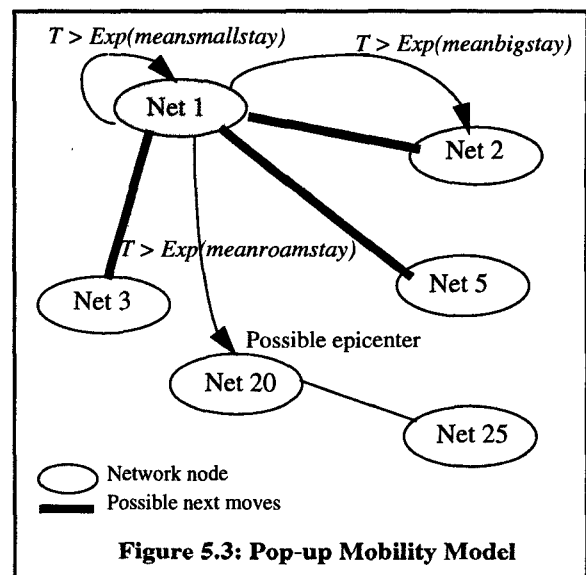 T > Exp(meansmallstay)
T > Exp(meanbigstay)
Net 1
Net 2
T > Exp(meanroamstay)
Net 3
Net 5
Possible epicenter
Net 20
Net 25
Network node
Possible next moves
Figure 5.3: Pop-up Mobility Model